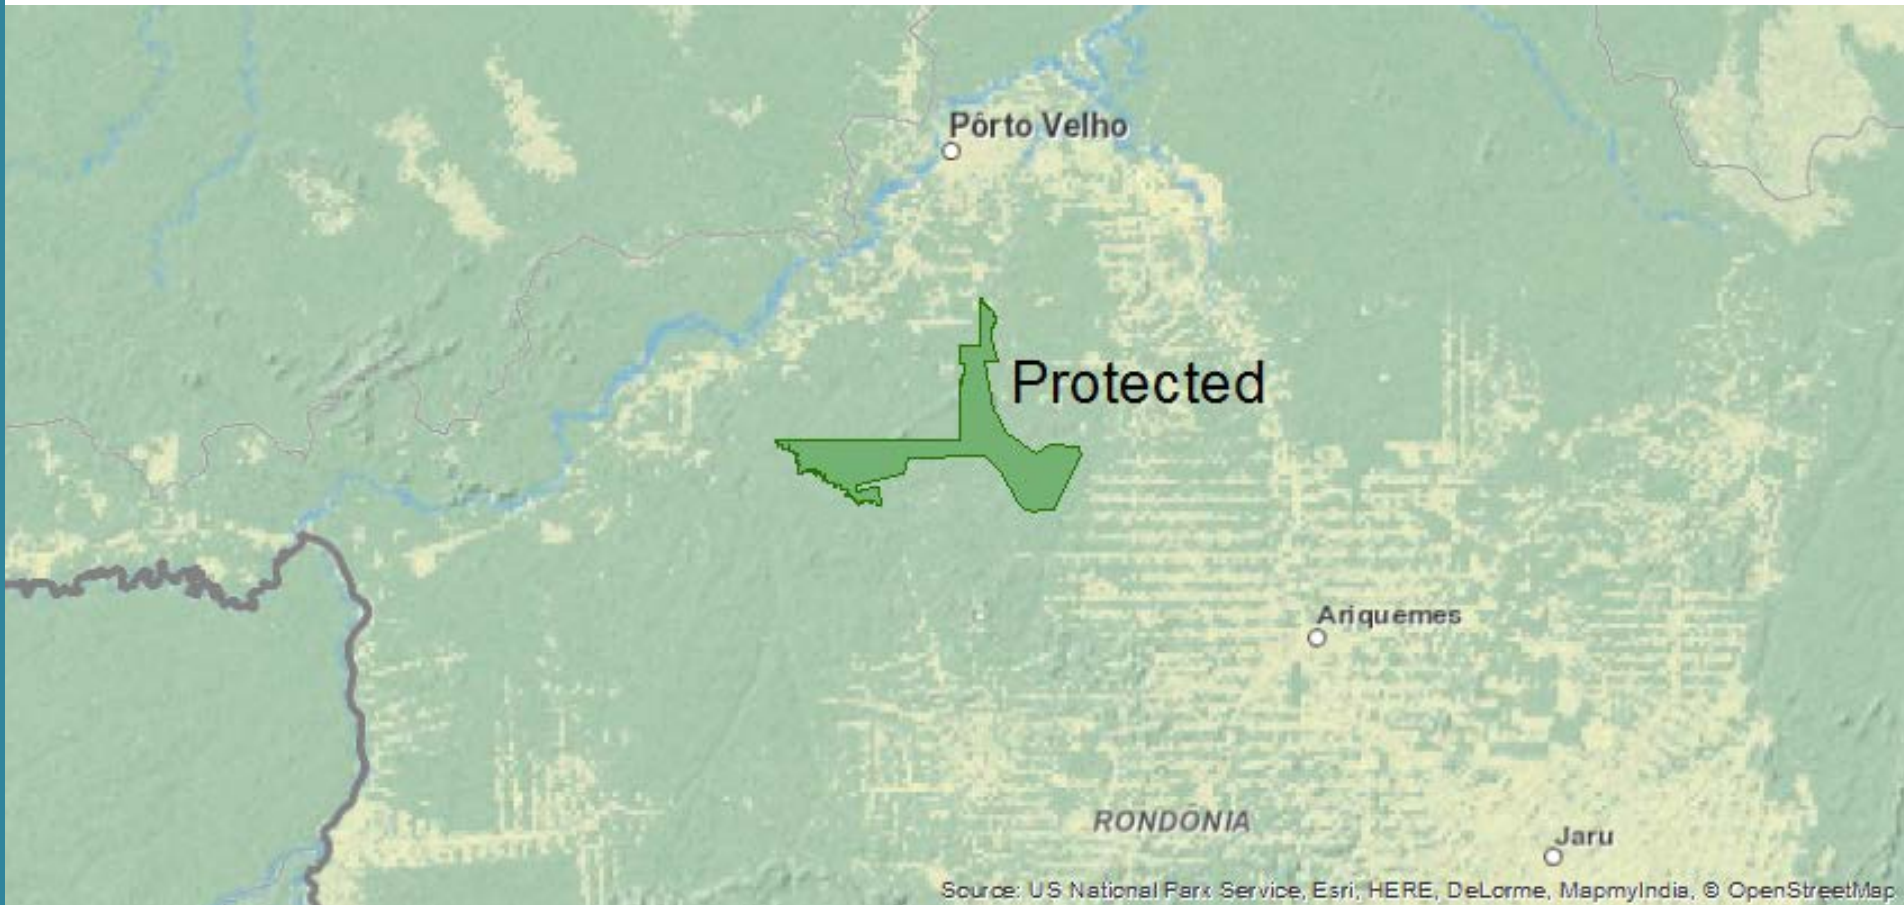 Pôrto Velho
Protected
Ariquemes
RONDÔNIA
Jaru
Source: US National Park Service, Esri, HERE, DeLorme, MapmyIndia, © OpenStreetMap